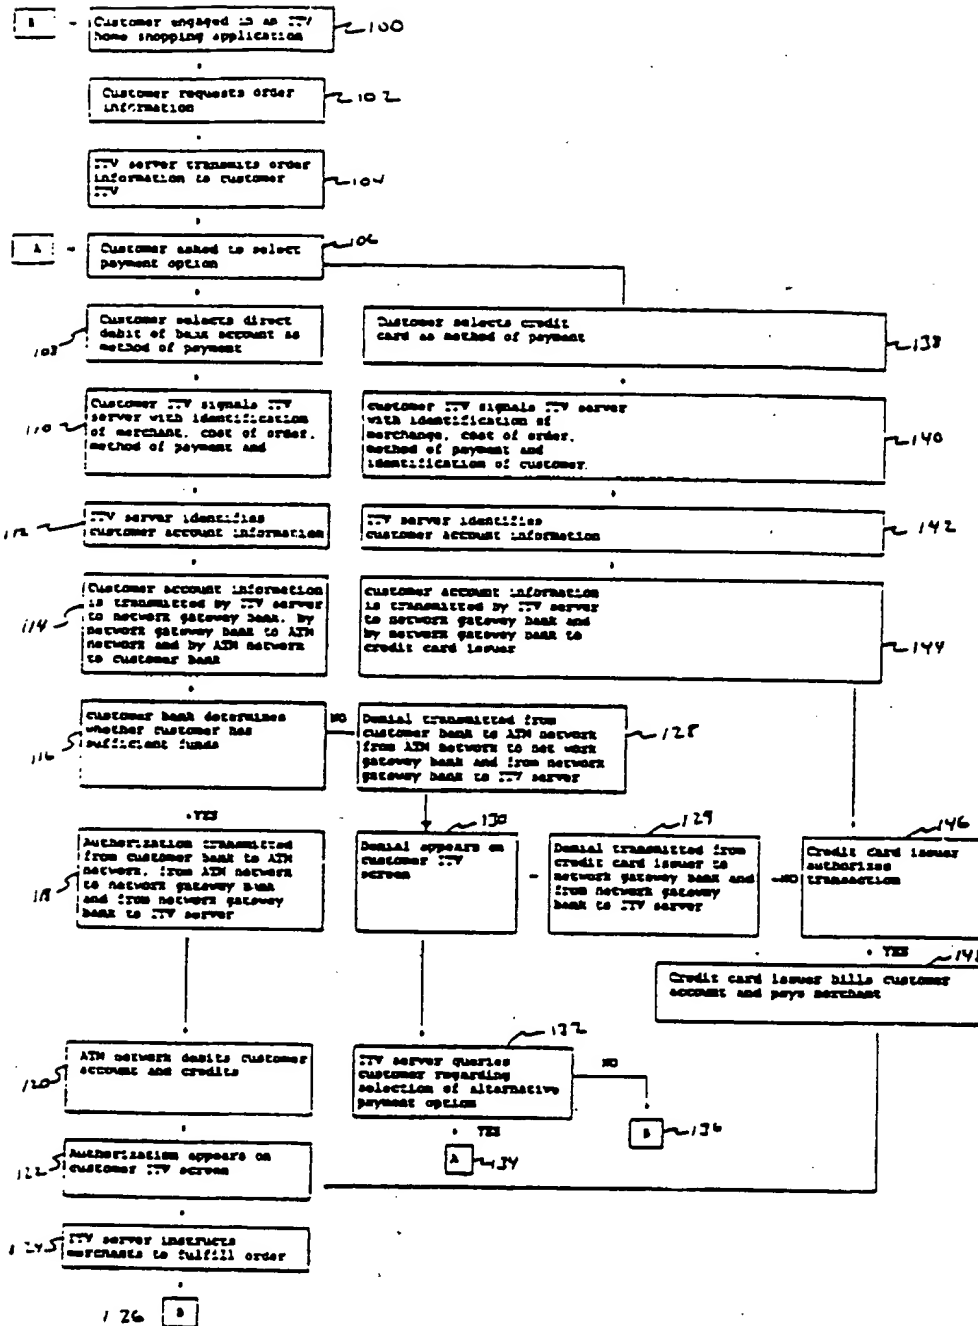 B
Customer engaged in an ITV
home shopping application
100
Customer requests order
information
102
ITV server transmits order
information to customer
ITV
104
A
Customer asked to select
payment option
106
Customer selects direct
debit of bank account as
method of payment
108
Customer selects credit
card as method of payment
138
Customer ITV signals ITV
server with identification
of merchant, cost of order,
method of payment and
110
Customer ITV signals ITV server
with identification of
merchange, cost of order,
method of payment and
identification of customer.
140
ITV server identifies
customer account information
112
ITV server identifies
customer account information
142
Customer account information
is transmitted by ITV server
to network gateway bank, by
network gateway bank to ATM
network and by ATM network
to customer bank
114
Customer account information
is transmitted by ITV server
to network gateway bank and
by network gateway bank to
credit card issuer
144
Customer bank determines
whether customer has
sufficient funds
116
NO
Denial transmitted from
customer bank to ATM network
from ATM network to net work
gateway bank and from network
gateway bank to ITV server
128
YES
Authorization transmitted
from customer bank to ATM
network, from ATM network
to network gateway bank
and from network gateway
bank to ITV server
118
130
Denial appears on
customer ITV
screen
129
Denial transmitted from
credit card issuer to
network gateway bank and
from network gateway
bank to ITV server
NO
146
Credit Card issuer
authorizes
transaction
YES
148
Credit card issuer bills customer
account and pays merchant
ATM network debits customer
account and credits
120
132
ITV server queries
customer regarding
selection of alternative
payment option
NO
B
136
YES
A
134
Authorization appears on
customer ITV screen
122
ITV server instructs
merchants to fulfill order
124
126
B